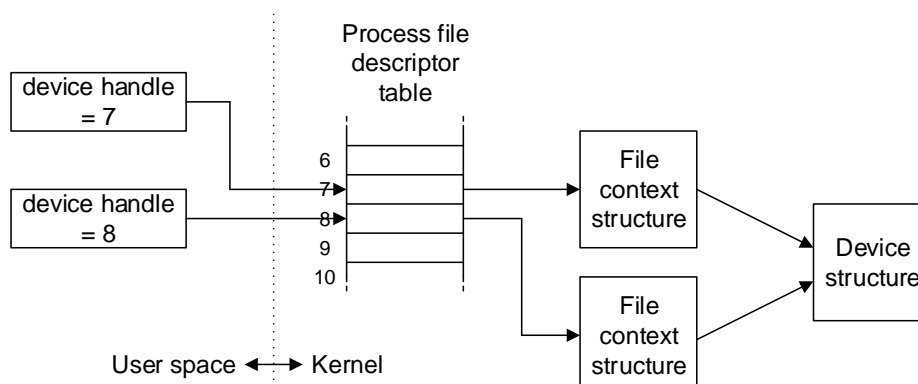 Process file
descriptor
table
device handle
= 7
device handle
= 8
6
7
8
9
10
File
context
structure
File
context
structure
Device
structure
User space
Kernel